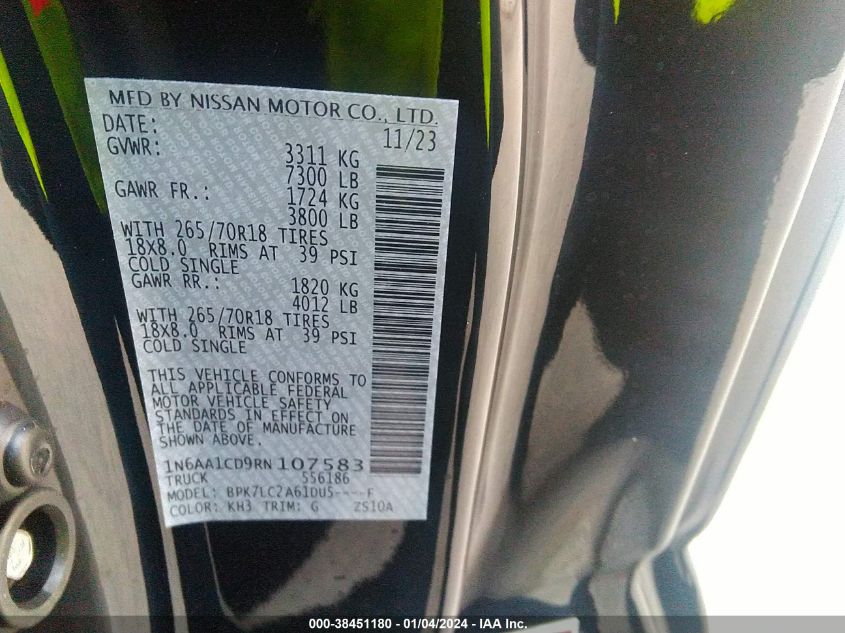 MFD BY NISSAN MOTOR CO., LTD.
DATE: 11/23
GVWR: 3311 KG
7300 LB
GAWR FR.: 1724 KG
3800 LB
WITH 265/70R18 TIRES
18X8.0 RIMS AT 39 PSI
COLD SINGLE
GAWR RR.: 1820 KG
4012 LB
WITH 265/70R18 TIRES
18X8.0 RIMS AT 39 PSI
COLD SINGLE
THIS VEHICLE CONFORMS TO
ALL APPLICABLE FEDERAL
MOTOR VEHICLE SAFETY
STANDARDS IN EFFECT ON
THE DATE OF MANUFACTURE
SHOWN ABOVE.
1N6AA1CD9RN107583
TRUCK 556186
MODEL: BPK7LC2A61DUS----F
COLOR: KH3 TRIM: G ZS10A
000-38451180 - 01/04/2024 - IAA Inc.